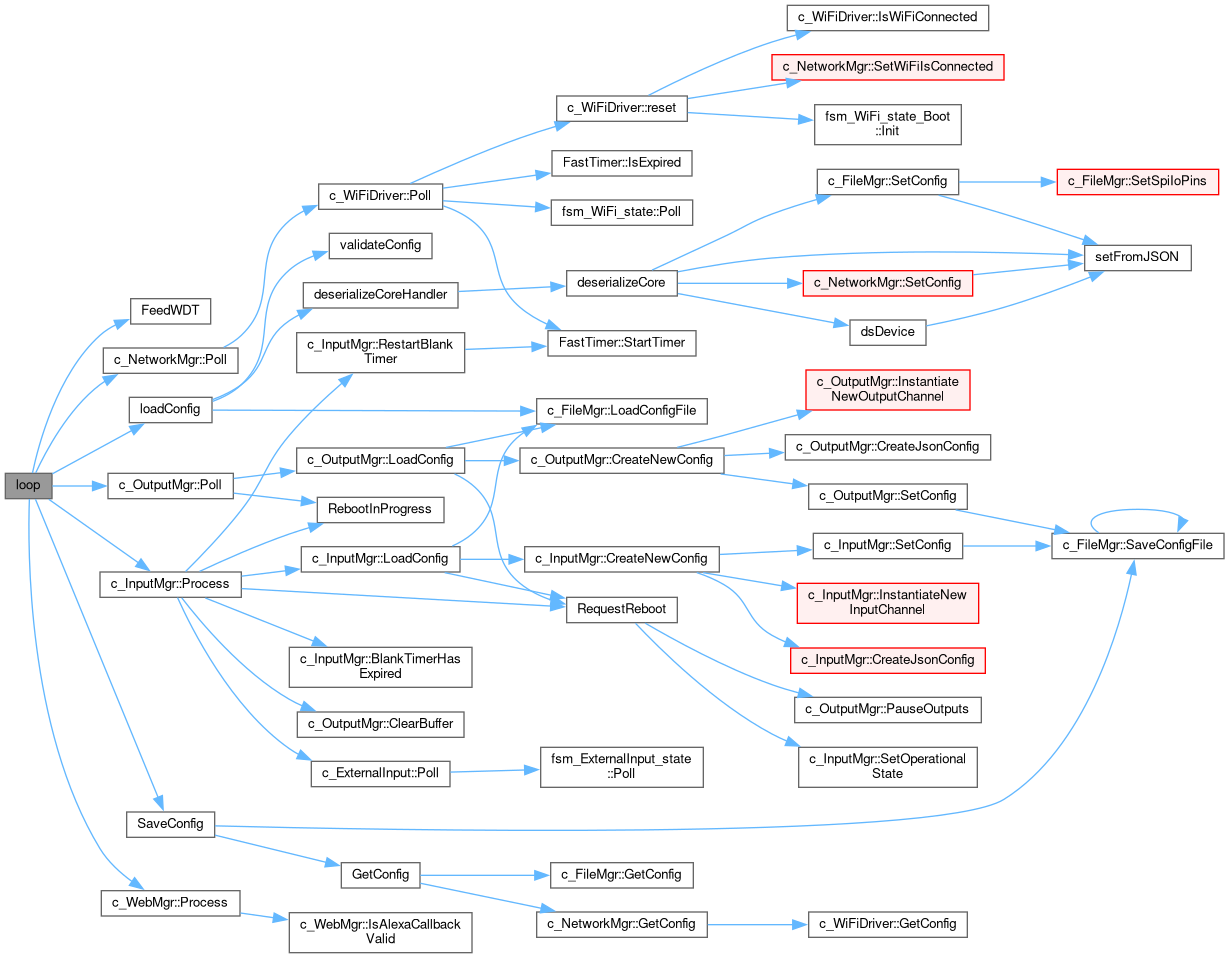 loop
FeedWDT
c_NetworkMgr::Poll
loadConfig
c_OutputMgr::Poll
c_InputMgr::Process
SaveConfig
c_WebMgr::Process
c_WiFiDriver::Poll
validateConfig
deserializeCoreHandler
c_InputMgr::RestartBlank
Timer
c_OutputMgr::LoadConfig
RebootInProgress
c_InputMgr::LoadConfig
c_InputMgr::BlankTimerHas
Expired
c_OutputMgr::ClearBuffer
c_ExternalInput::Poll
GetConfig
c_WebMgr::IsAlexaCallback
Valid
c_WiFiDriver::reset
FastTimer::IsExpired
fsm_WiFi_state::Poll
deserializeCore
FastTimer::StartTimer
c_FileMgr::LoadConfigFile
c_OutputMgr::CreateNewConfig
c_InputMgr::CreateNewConfig
RequestReboot
fsm_ExternalInput_state
::Poll
c_FileMgr::GetConfig
c_NetworkMgr::GetConfig
c_WiFiDriver::IsWiFiConnected
c_NetworkMgr::SetWiFiIsConnected
fsm_WiFi_state_Boot
::Init
c_FileMgr::SetConfig
c_NetworkMgr::SetConfig
dsDevice
c_OutputMgr::Instantiate
NewOutputChannel
c_OutputMgr::CreateJsonConfig
c_OutputMgr::SetConfig
c_InputMgr::SetConfig
c_InputMgr::InstantiateNew
InputChannel
c_InputMgr::CreateJsonConfig
c_OutputMgr::PauseOutputs
c_InputMgr::SetOperational
State
c_WiFiDriver::GetConfig
c_FileMgr::SetSpiIoPins
setFromJSON
c_FileMgr::SaveConfigFile